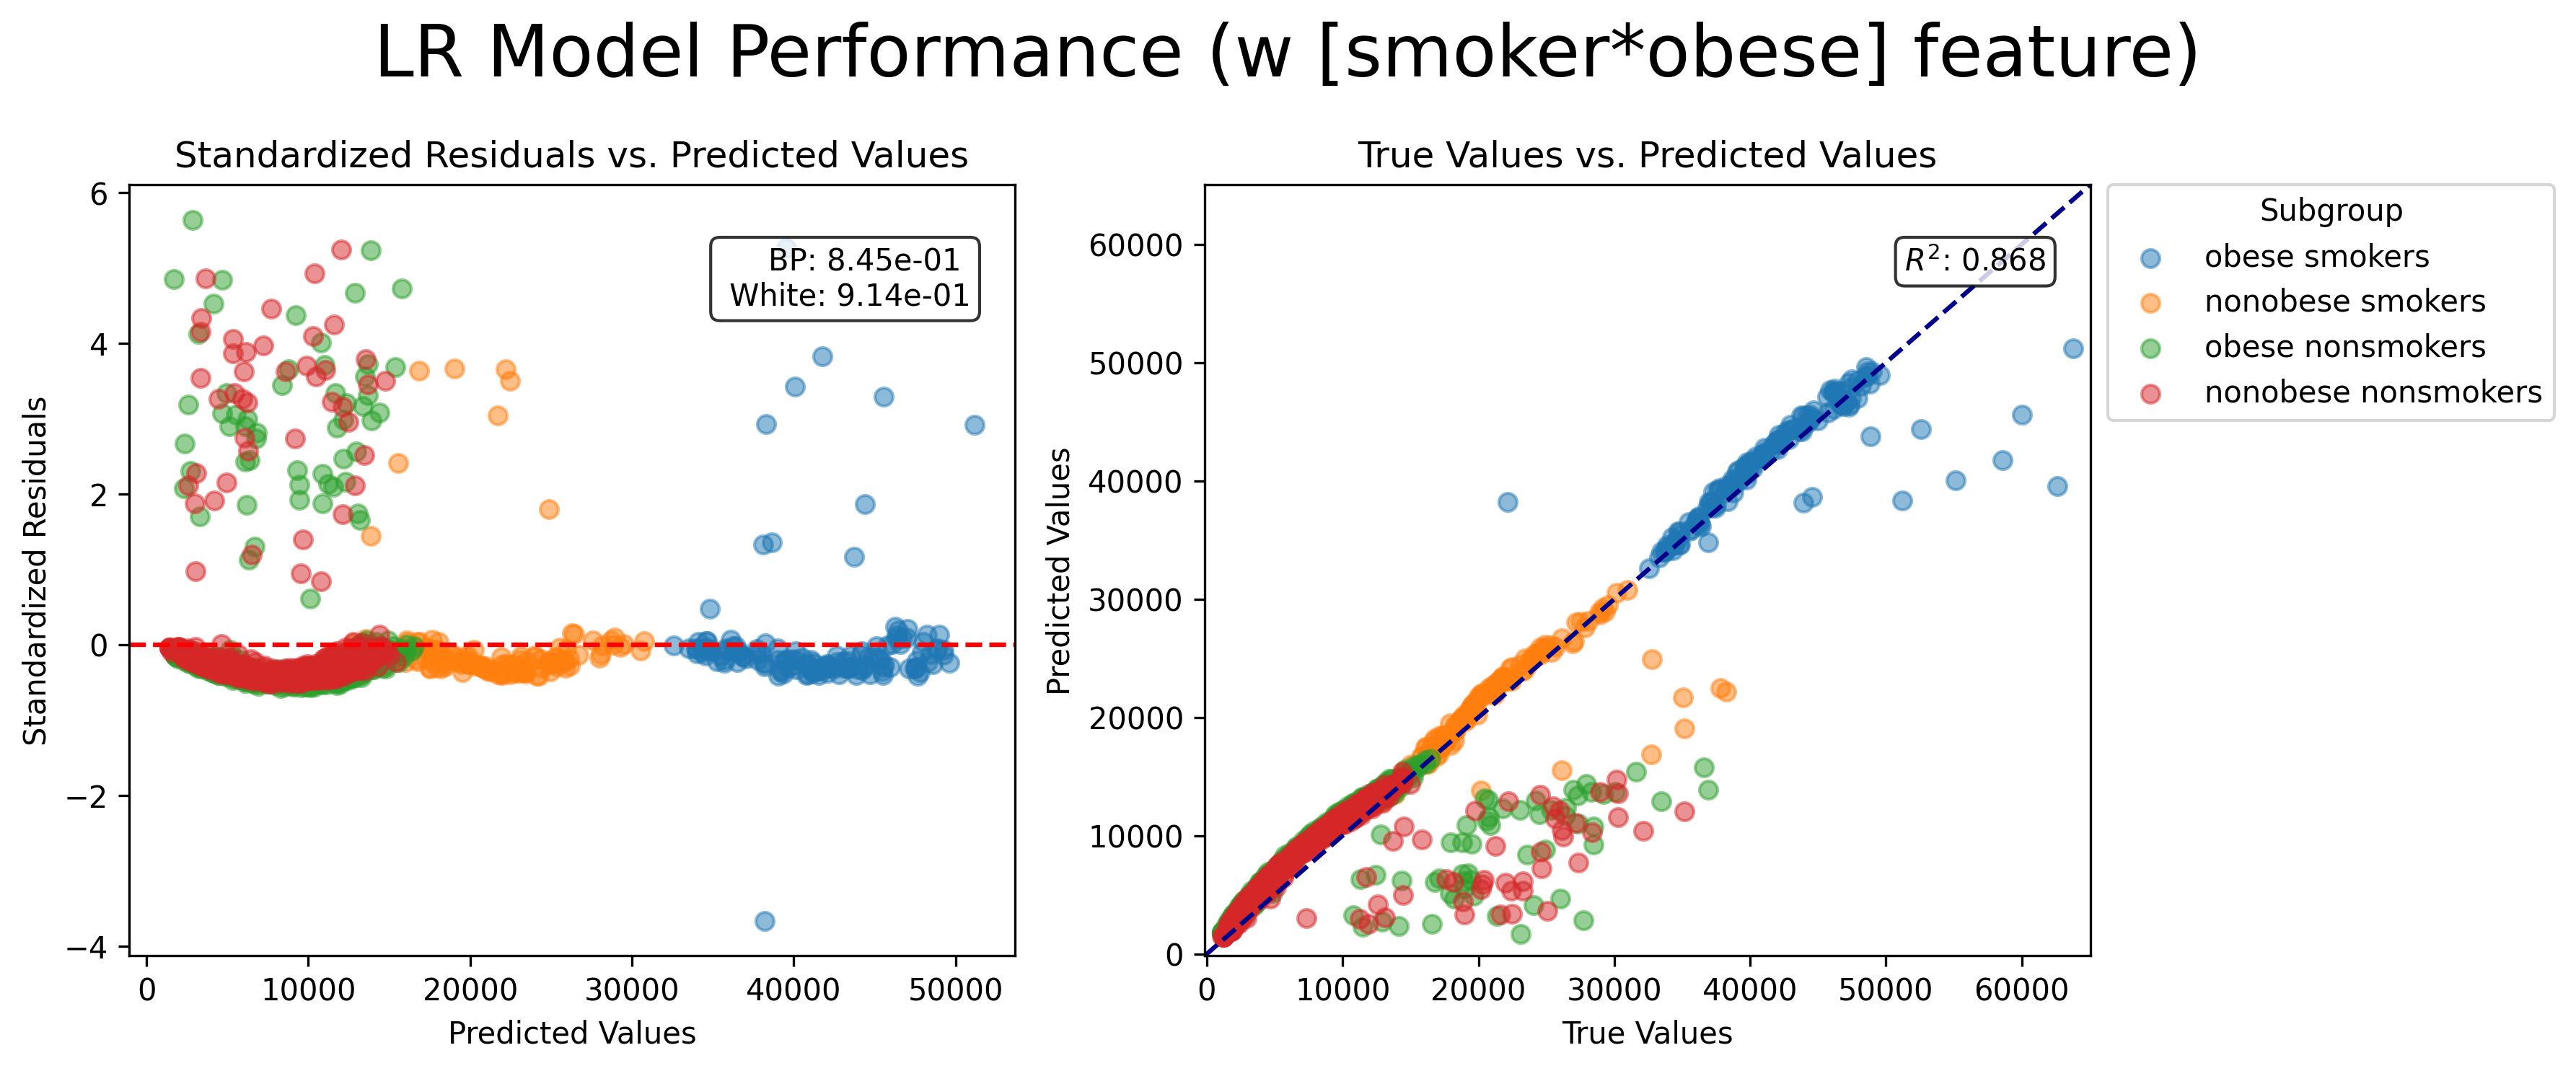 LR Model Performance (w [smoker*obese] feature)
Standardized Residuals vs. Predicted Values
Standardized Residuals
6
4
2
0
−2
−4
BP: 8.45e-01
White: 9.14e-01
0 10000 20000 30000 40000 50000
Predicted Values
True Values vs. Predicted Values
Predicted Values
60000
50000
40000
30000
20000
10000
0
R²: 0.868
0 10000 20000 30000 40000 50000 60000
True Values
Subgroup
obese smokers
nonobese smokers
obese nonsmokers
nonobese nonsmokers